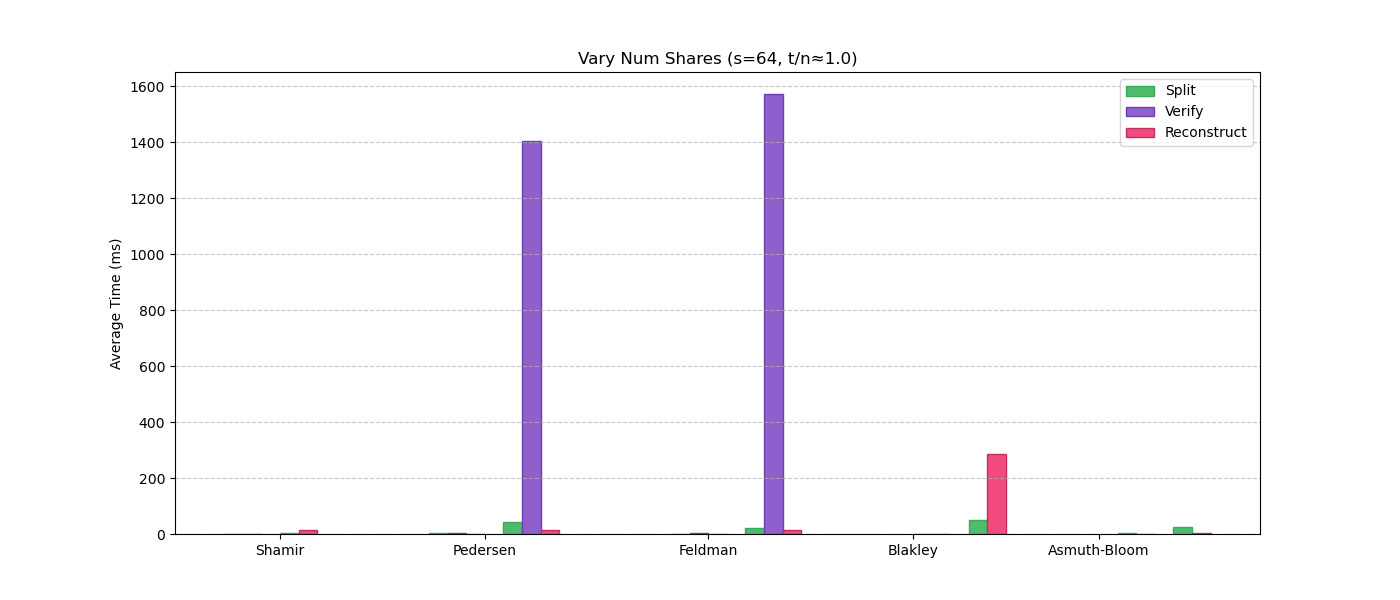 Vary Num Shares (s=64, t/n≈1.0)
Split
Verify
Reconstruct
Average Time (ms)
1600
1400
1200
1000
800
600
400
200
0
Shamir Pedersen Feldman Blakley Asmuth-Bloom